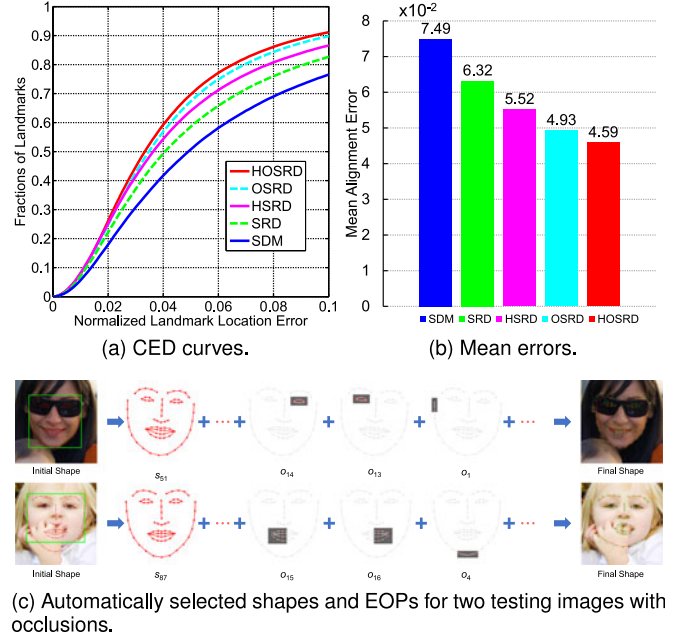 1
0.9
0.8
0.7
0.6
0.5
0.4
0.3
0.2
0.1
0
Fractions of Landmarks
HOSRD
OSRD
HSRD
SRD
SDM
0 0.02 0.04 0.06 0.08 0.1
Normalized Landmark Location Error
(a) CED curves.
x10-2
8
7
6
5
4
3
2
1
0
Mean Alignment Error
7.49
6.32
5.52
4.93
4.59
SDM SRD HSRD OSRD HOSRD
(b) Mean errors.
Initial Shape s51 + ··· + o14 + o13 + o1 + ··· Final Shape
Initial Shape s87 + ··· + o15 + o16 + o4 + ··· Final Shape
(c) Automatically selected shapes and EOPs for two testing images with
occlusions.